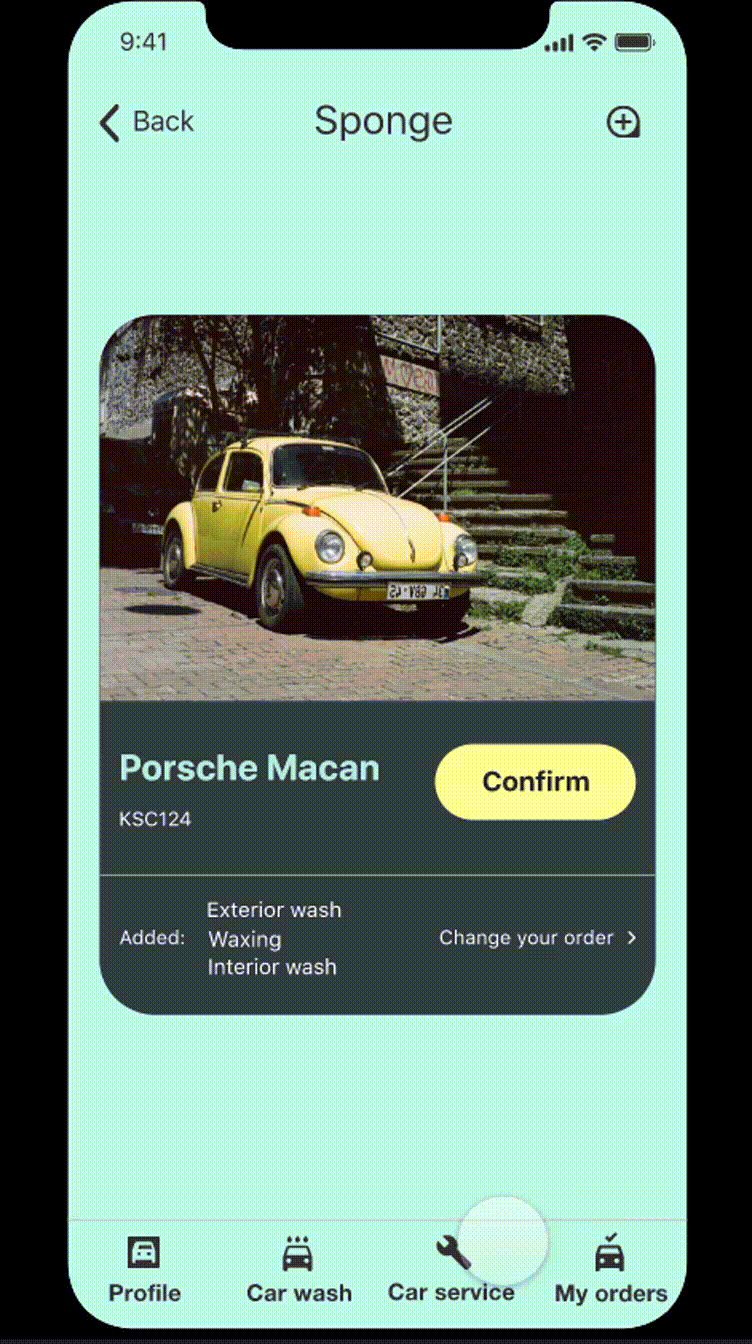 9:41
Back
Sponge
Porsche Macan
Confirm
KSC124
Exterior wash
Added:
Waxing
Change your order
Interior wash
Profile
Car wash
Car service
My orders